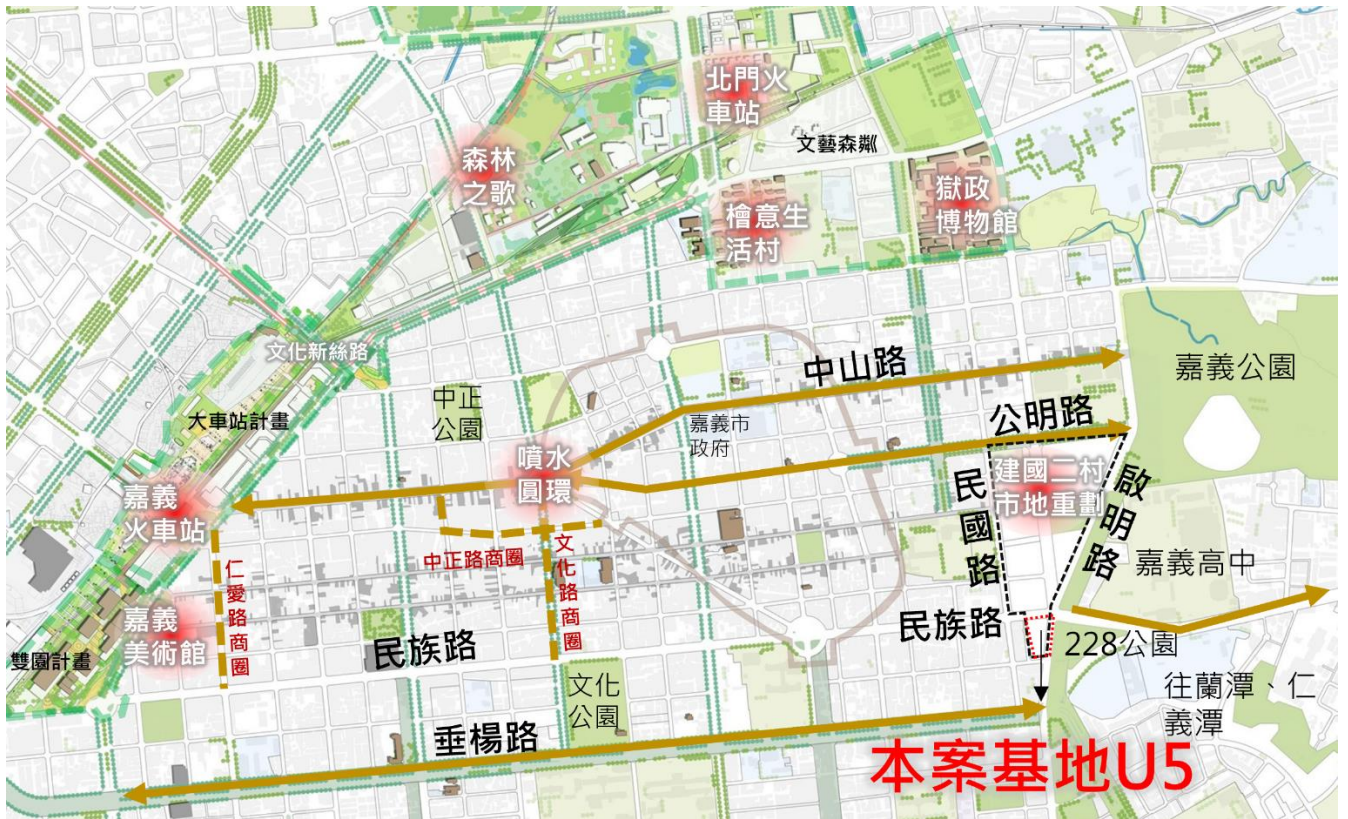 北門火
車站
文藝森鄰
森林
之歌
獄政
博物館
檜意生
活村
文化新絲路
中山路
嘉義公園
中正
公園
大車站計畫
公明路
嘉義市
政府
噴水
圓環
建國二村
市地重劃
民國路
啟明路
嘉義
火車站
中正路商圈
文化路商圈
仁愛路商圈
嘉義高中
嘉義
美術館
雙園計畫
民族路
民族路
228公園
文化
公園
往蘭潭、仁
義潭
垂楊路
本案基地U5